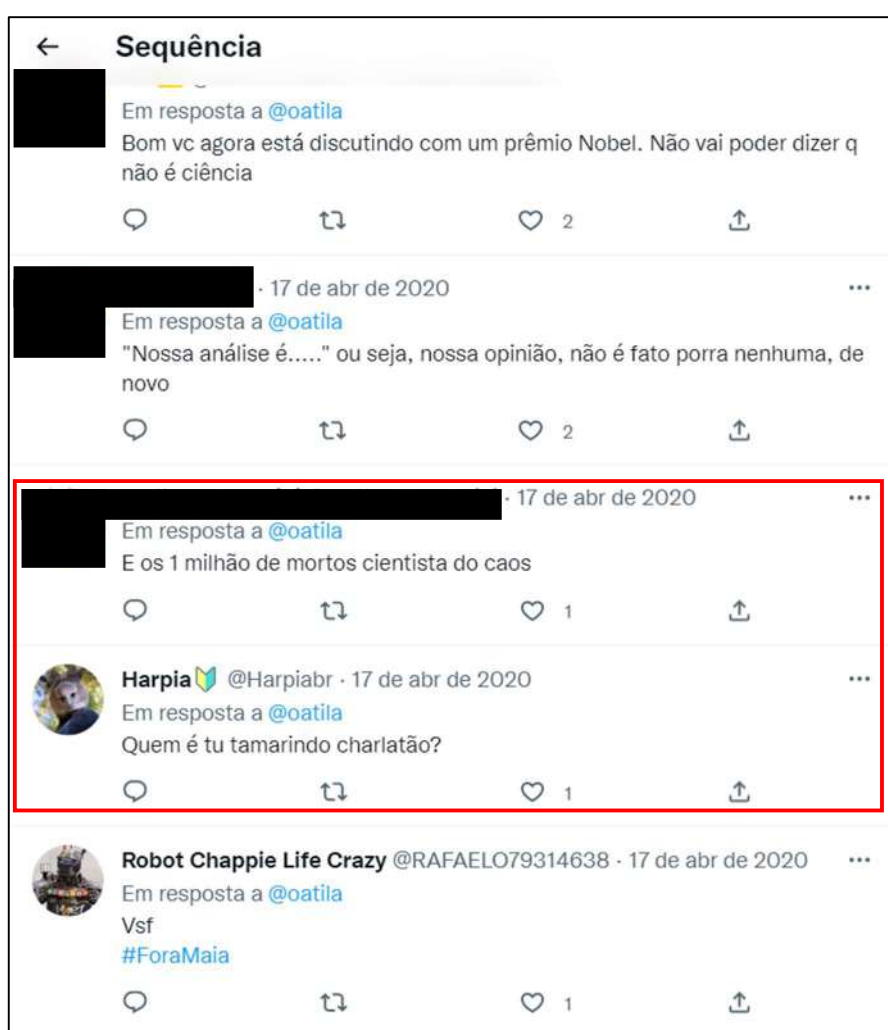 Sequência
Em resposta a @oatila
Bom vc agora está discutindo com um prêmio Nobel. Não vai poder dizer q
não é ciência
2
· 17 de abr de 2020
Em resposta a @oatila
"Nossa análise é....." ou seja, nossa opinião, não é fato porra nenhuma, de
novo
2
· 17 de abr de 2020
Em resposta a @oatila
E os 1 milhão de mortos cientista do caos
1
Harpia @Harpiabr · 17 de abr de 2020
Em resposta a @oatila
Quem é tu tamarindo charlatão?
1
Robot Chappie Life Crazy @RAFAELO79314638 · 17 de abr de 2020
Em resposta a @oatila
Vsf
#ForaMaia
1